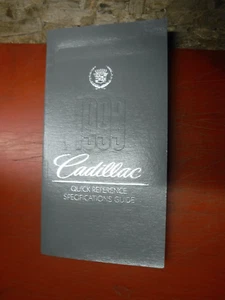 Cadillac
QUICK REFERENCE
SPECIFICATIONS GUIDE